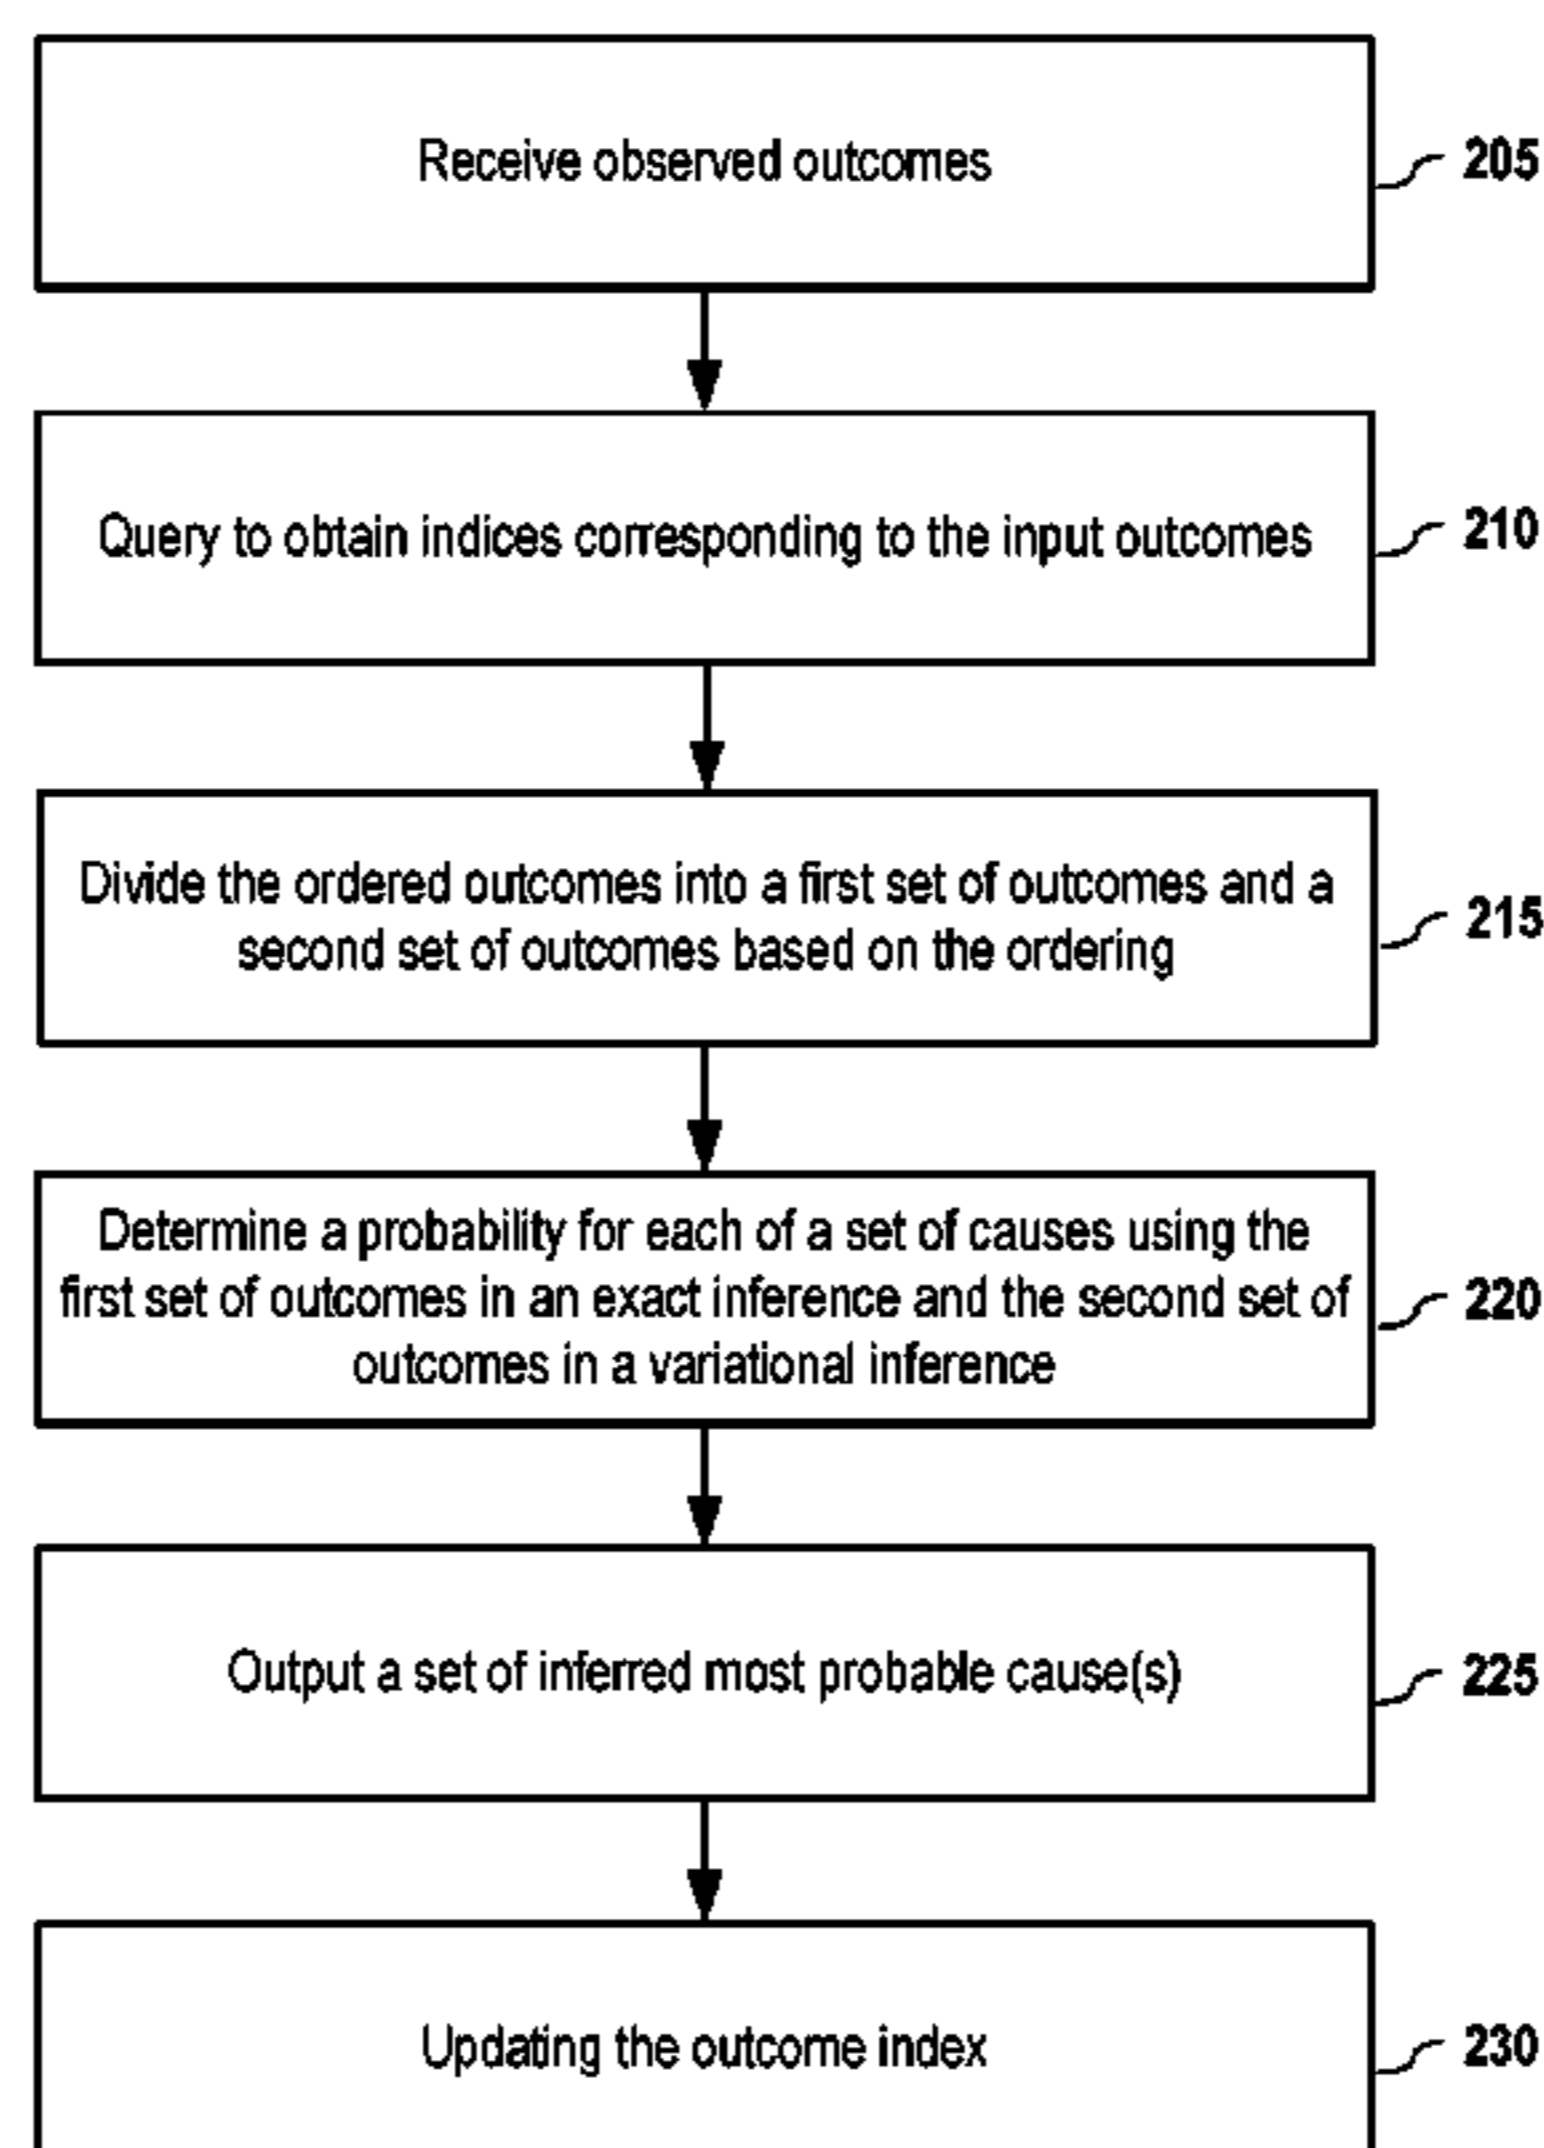 Receive observed outcomes
205
Query to obtain indices corresponding to the input outcomes
210
Divide the ordered outcomes into a first set of outcomes and a
second set of outcomes based on the ordering
215
Determine a probability for each of a set of causes using the
first set of outcomes in an exact inference and the second set of
outcomes in a variational inference
220
Output a set of inferred most probable cause(s)
225
Updating the outcome index
230